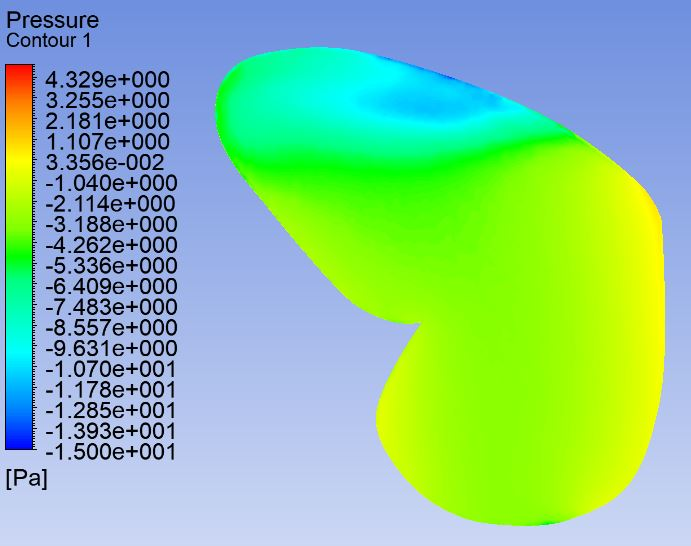 Pressure
Contour 1
4.329e+000
3.255e+000
2.181e+000
1.107e+000
3.356e-002
-1.040e+000
-2.114e+000
-3.188e+000
-4.262e+000
-5.336e+000
-6.409e+000
-7.483e+000
-8.557e+000
-9.631e+000
-1.070e+001
-1.178e+001
-1.285e+001
-1.393e+001
-1.500e+001
[Pa]